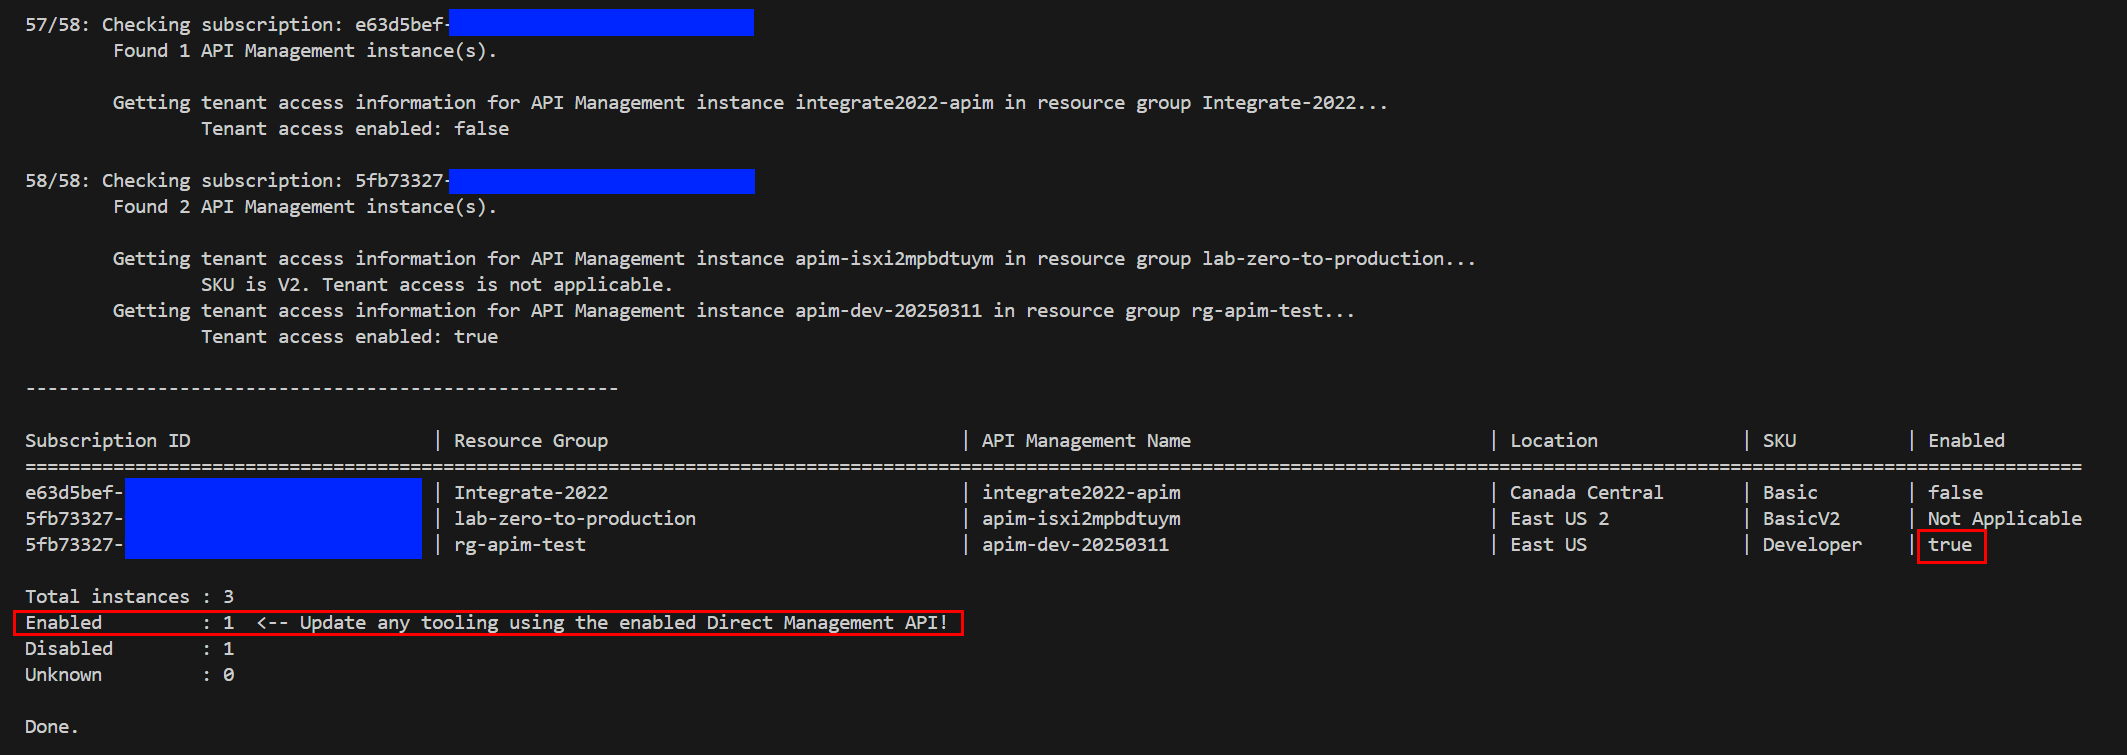 57/58: Checking subscription: e63d5bef-
Found 1 API Management instance(s).
Getting tenant access information for API Management instance integrate2022-apim in resource group Integrate-2022...
Tenant access enabled: false
58/58: Checking subscription: 5fb73327-
Found 2 API Management instance(s).
Getting tenant access information for API Management instance apim-isxi2mpbdtuym in resource group lab-zero-to-production...
SKU is V2. Tenant access is not applicable.
Getting tenant access information for API Management instance apim-dev-20250311 in resource group rg-apim-test...
Tenant access enabled: true
------------------------------------------------------
Subscription ID | Resource Group | API Management Name | Location | SKU | Enabled
===========================================================================================================================================================================================
e63d5bef- | Integrate-2022 | integrate2022-apim | Canada Central | Basic | false
5fb73327- | lab-zero-to-production | apim-isxi2mpbdtuym | East US 2 | BasicV2 | Not Applicable
5fb73327- | rg-apim-test | apim-dev-20250311 | East US | Developer | true
Total instances : 3
Enabled : 1 <-- Update any tooling using the enabled Direct Management API!
Disabled : 1
Unknown : 0
Done.